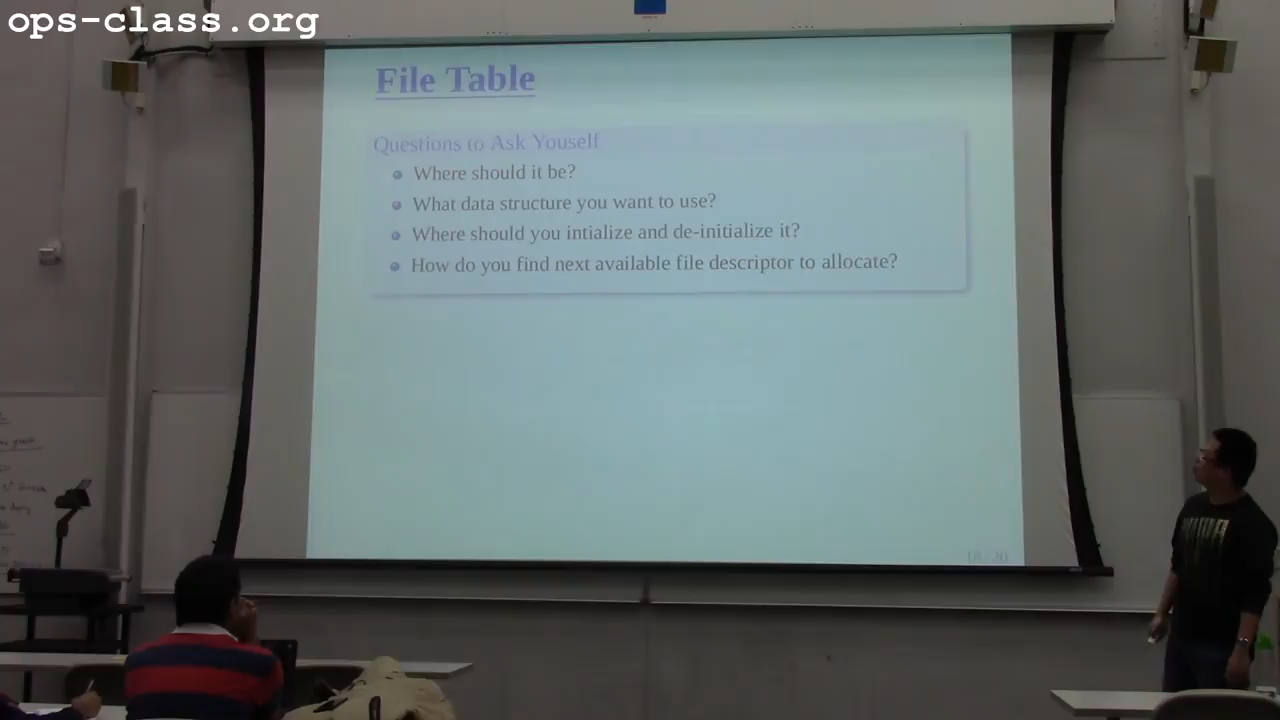 ops-class.org
File Table
Questions to Ask Youself
Where should it be?
What data structure you want to use?
Where should you intialize and de-initialize it?
How do you find next available file descriptor to allocate?
18/20